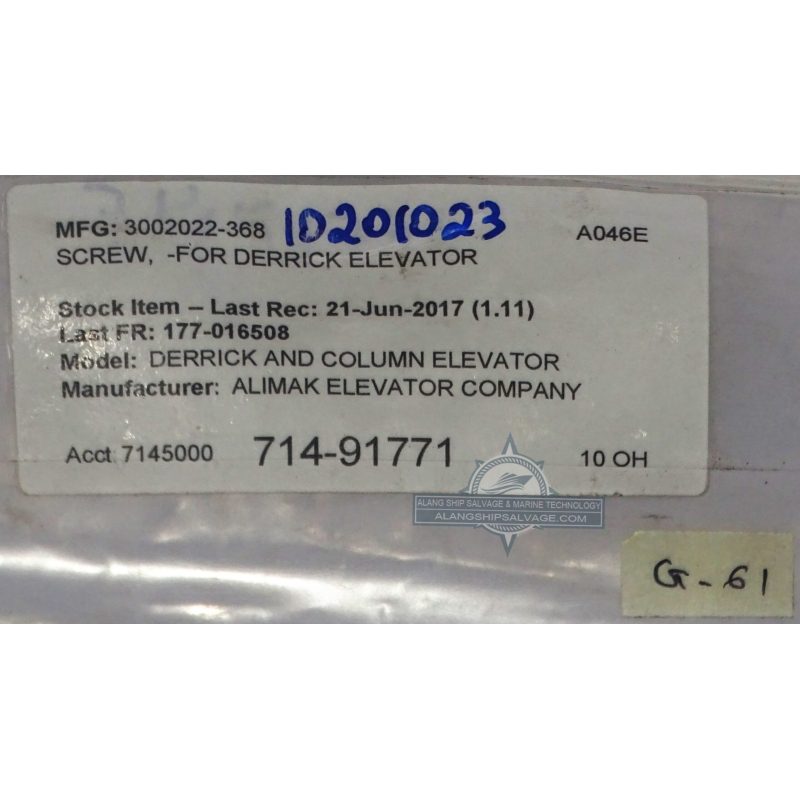 MFG: 3002022-368 10201023 A046E
SCREW, -FOR DERRICK ELEVATOR
Stock Item – Last Rec: 21-Jun-2017 (1.11)
Last FR: 177-016508
Model: DERRICK AND COLUMN ELEVATOR
Manufacturer: ALIMAK ELEVATOR COMPANY
Acct: 7145000 714-91771 10 OH
ALANG SHIP SALVAGE & MARINE TECHNOLOGY
ALANGSHIPSALVAGE.COM
G-61